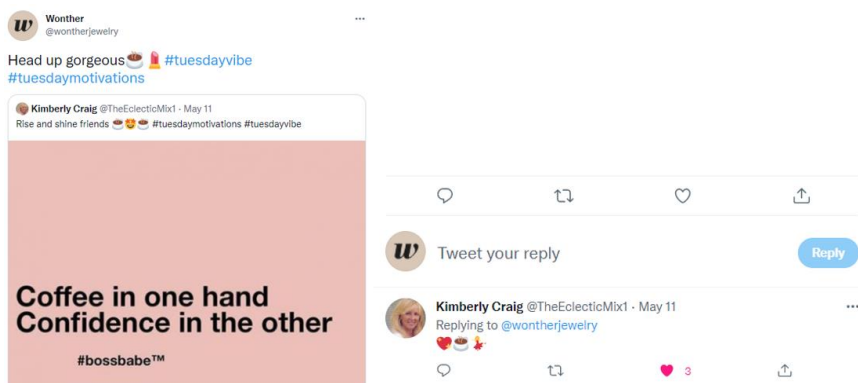 Wonther
@wontherjewelry
Head up gorgeous☕💄 #tuesdayvibe
#tuesdaymotivations
Kimberly Craig @TheEclecticMix1 · May 11
Rise and shine friends ☕🤩☕ #tuesdaymotivations #tuesdayvibe
Coffee in one hand
Confidence in the other
#bossbabe™
w
Tweet your reply
Reply
Kimberly Craig @TheEclecticMix1 · May 11
Replying to @wontherjewelry
💖☕💃
3